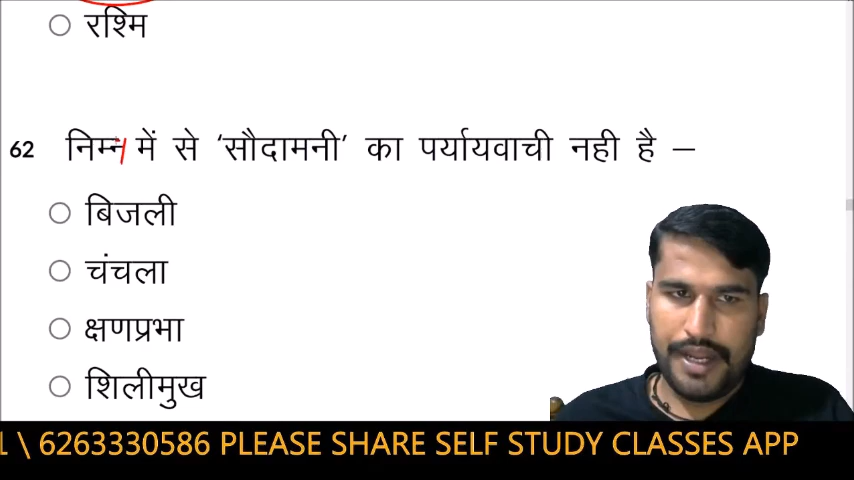 रश्मि
62 निम्न में से ‘सौदामनी’ का पर्यायवाची नही है –
बिजली
चंचला
क्षणप्रभा
शिलीमुख
1 \ 6263330586 PLEASE SHARE SELF STUDY CLASSES APP